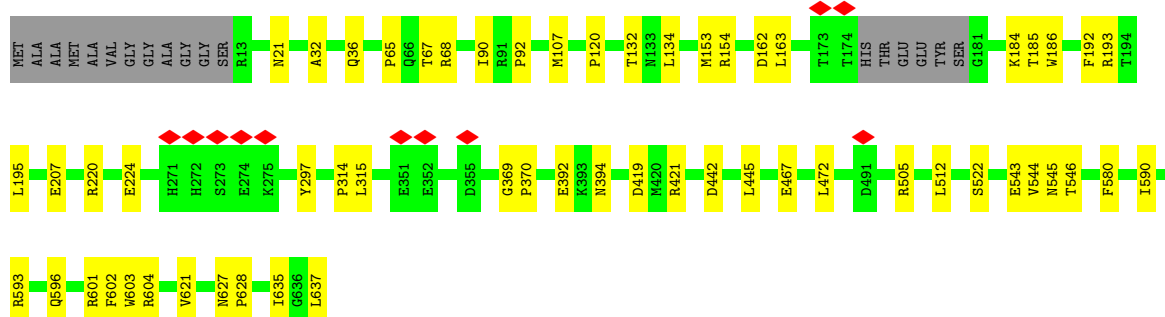 MET ALA ALA MET ALA VAL GLY GLY ALA GLY GLY SER R13 N21 A32 Q36 P65 Q66 T67 R68 I90 R91 P92 M107 P120 T132 N133 L134 M153 R154 D162 L163 T173 T174 HIS THR GLU GLU TYR SER G181 K184 T185 W186 F192 R193 T194
L195 E207 R220 E224 H271 H272 S273 E274 K275 Y297 P314 L315 E351 E352 D355 G369 P370 E392 K393 N394 D419 M420 R421 D442 L445 E467 L472 D491 R505 L512 S522 E543 V544 N545 T546 F580 I590
R593 Q596 R601 F602 W603 R604 V621 N627 P628 I635 G636 L637